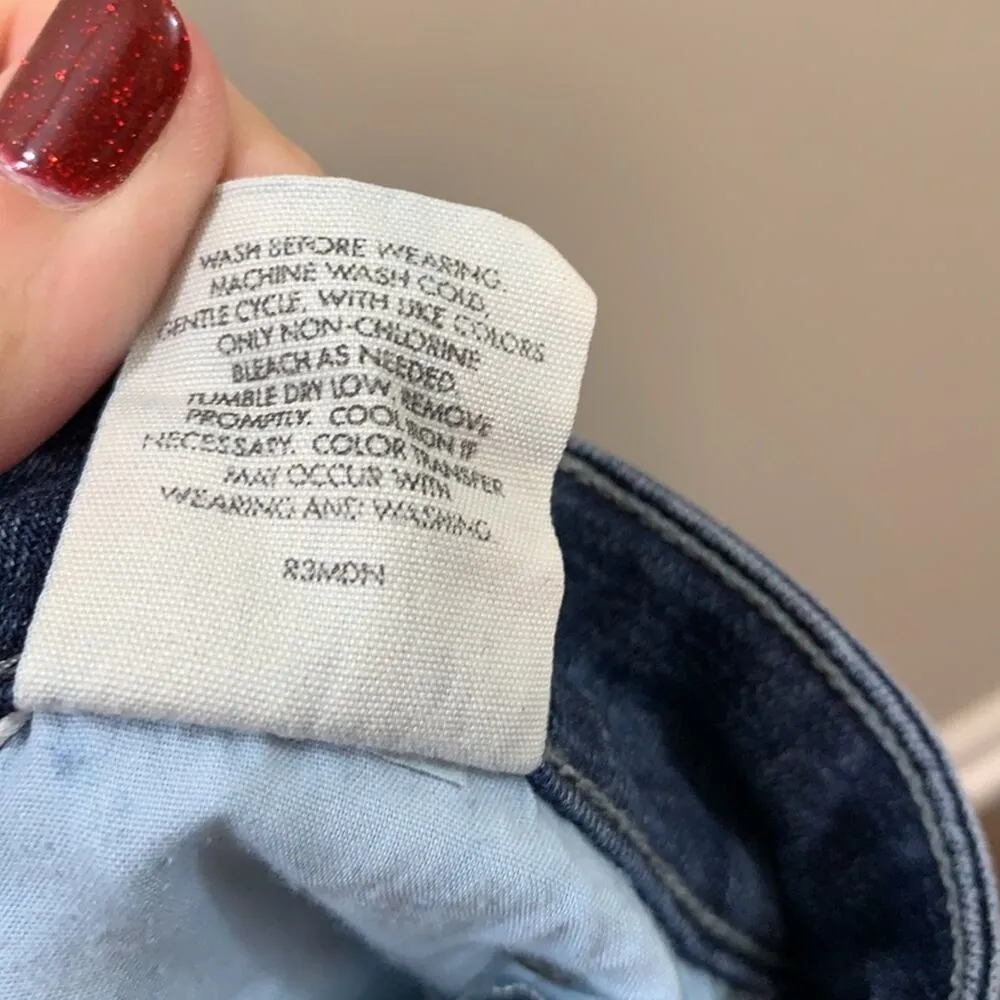 WASH BEFORE WEARING.
MACHINE WASH COLD,
GENTLE CYCLE, WITH LIKE COLORS
ONLY NON-CHLORINE
BLEACH AS NEEDED.
TUMBLE DRY LOW, REMOVE
PROMPTLY. COOL IRON IF
NECESSARY. COLOR TRANSFER
MAY OCCUR WITH
WEARING AND WASHING.
83MDN